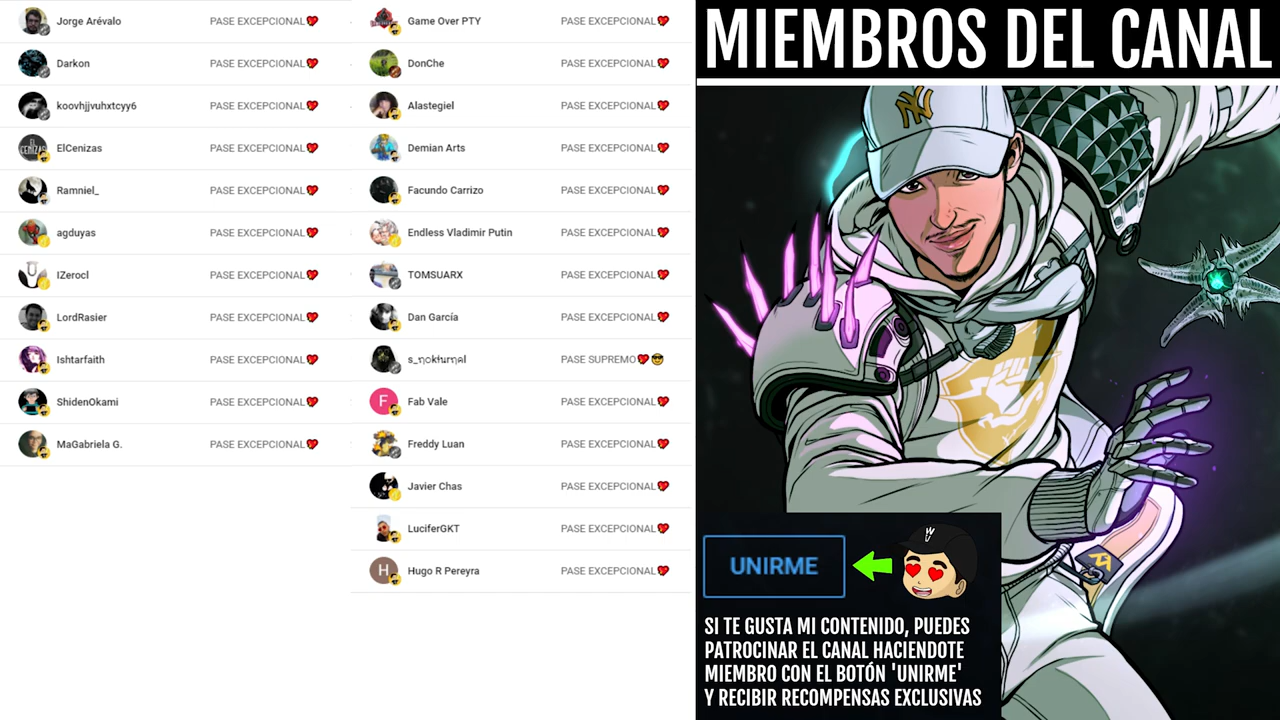 Jorge Arévalo PASE EXCEPCIONAL
Darkon PASE EXCEPCIONAL
koovhjjvuhxtcyy6 PASE EXCEPCIONAL
ElCenizas PASE EXCEPCIONAL
Ramniel_ PASE EXCEPCIONAL
agduyas PASE EXCEPCIONAL
IZerocl PASE EXCEPCIONAL
LordRasier PASE EXCEPCIONAL
Ishtarfaith PASE EXCEPCIONAL
ShidenOkami PASE EXCEPCIONAL
MaGabriela G. PASE EXCEPCIONAL
Game Over PTY PASE EXCEPCIONAL
DonChe PASE EXCEPCIONAL
Alastegiel PASE EXCEPCIONAL
Demian Arts PASE EXCEPCIONAL
Facundo Carrizo PASE EXCEPCIONAL
Endless Vladimir Putin PASE EXCEPCIONAL
TOMSUARX PASE EXCEPCIONAL
Dan García PASE EXCEPCIONAL
PASE SUPREMO
F Fab Vale PASE EXCEPCIONAL
Freddy Luan PASE EXCEPCIONAL
Javier Chas PASE EXCEPCIONAL
LuciferGKT PASE EXCEPCIONAL
H Hugo R Pereyra PASE EXCEPCIONAL
MIEMBROS DEL CANAL
NY
UNIRME
SI TE GUSTA MI CONTENIDO, PUEDES
PATROCINAR EL CANAL HACIENDOTE
MIEMBRO CON EL BOTÓN 'UNIRME'
Y RECIBIR RECOMPENSAS EXCLUSIVAS